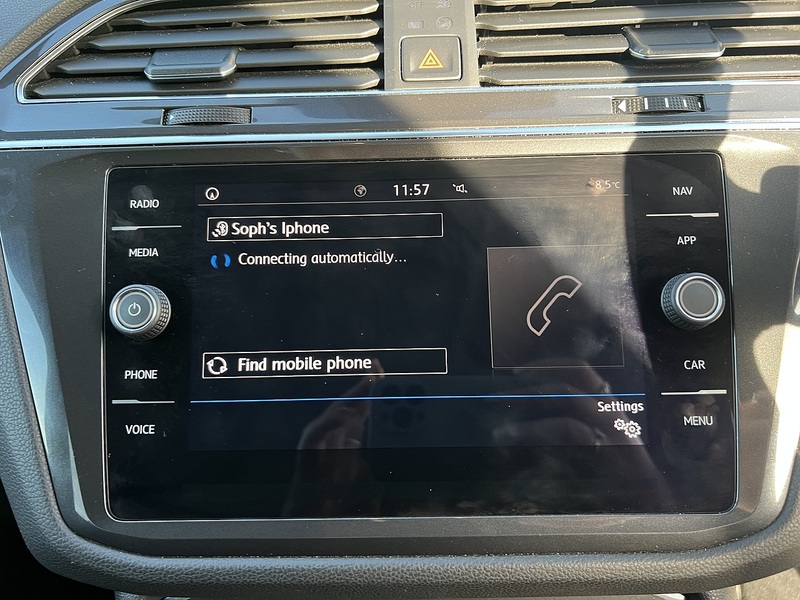 RADIO
MEDIA
PHONE
VOICE
11:57
8.5°C
Soph's Iphone
Connecting automatically...
Find mobile phone
Settings
NAV
APP
CAR
MENU